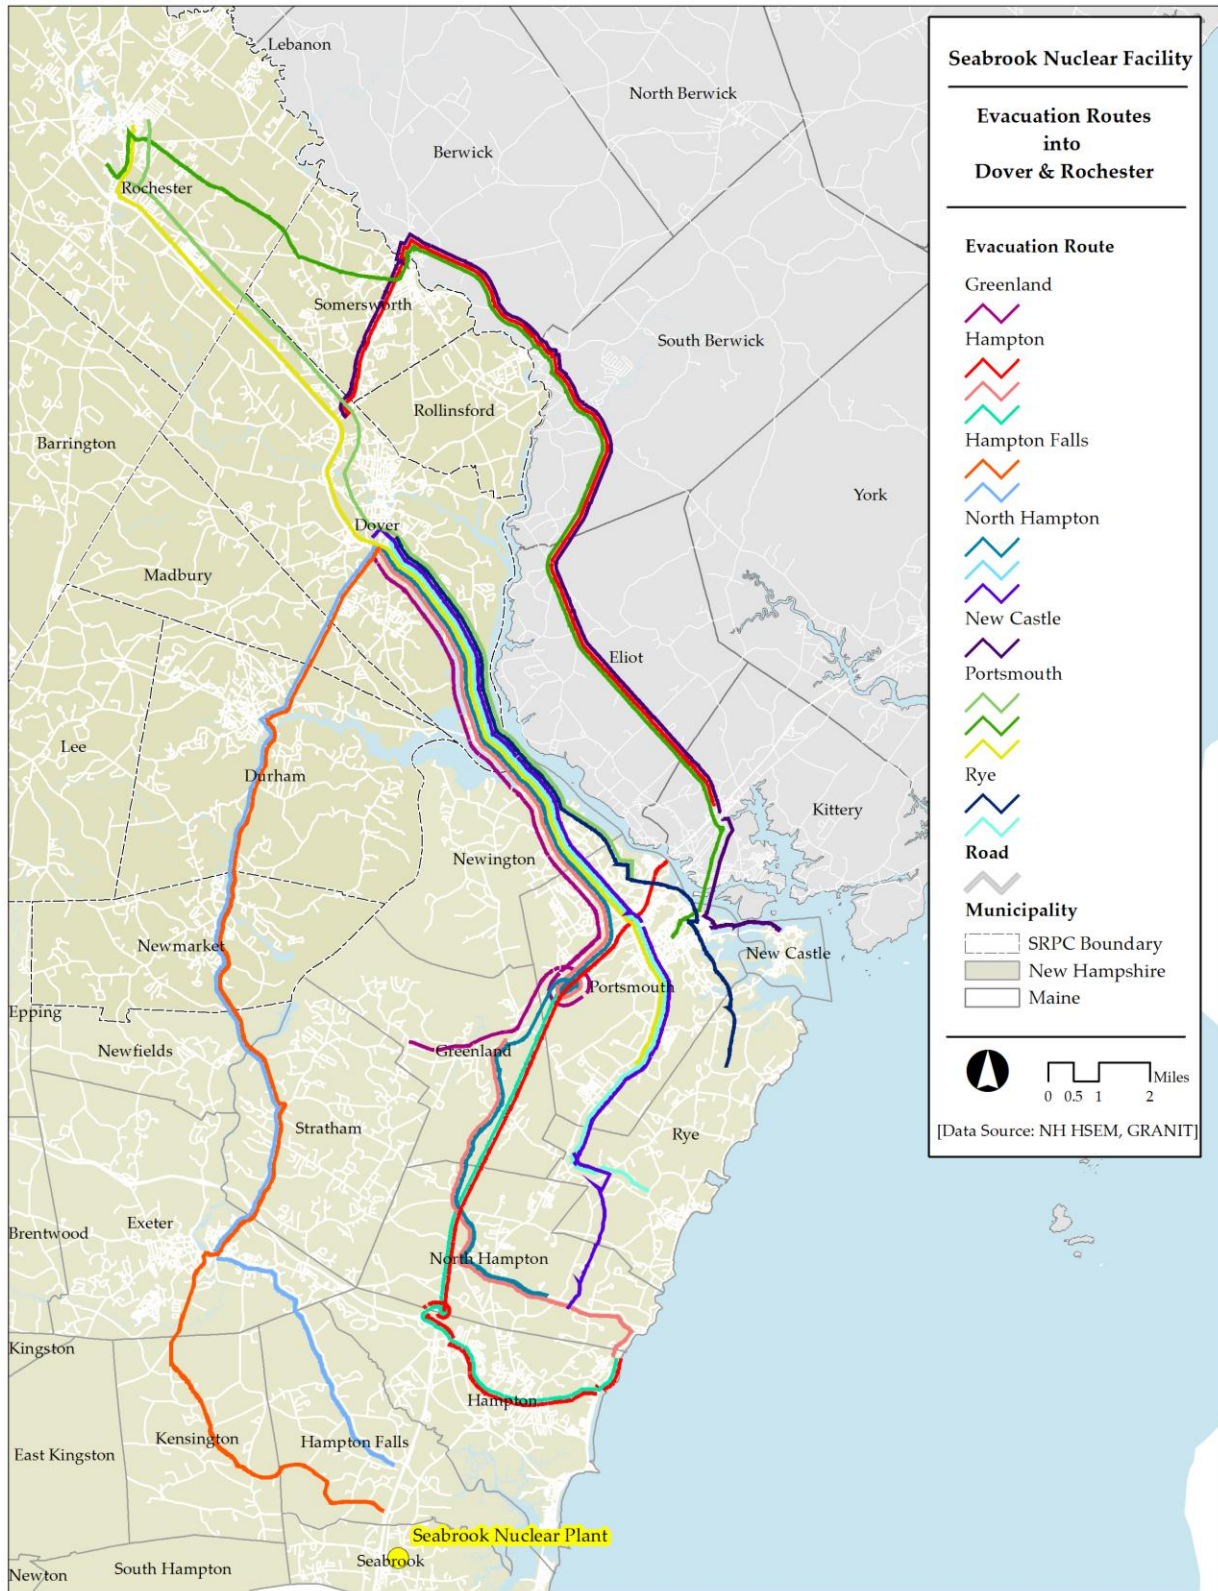 Lebanon
North Berwick
Berwick
Rochester
Somersworth
South Berwick
Rollinsford
Barrington
York
Dover
Madbury
Eliot
Lee
Durham
Kittery
Newington
Newmarket
New Castle
Portsmouth
Epping
Newfields
Greenland
Stratham
Rye
Exeter
Brentwood
North Hampton
Kingston
Hampton
Kensington
Hampton Falls
East Kingston
Seabrook Nuclear Plant
Seabrook
South Hampton
Newton
Seabrook Nuclear Facility
Evacuation Routes
into
Dover & Rochester
Evacuation Route
Greenland
Hampton
Hampton Falls
North Hampton
New Castle
Portsmouth
Rye
Road
Municipality
SRPC Boundary
New Hampshire
Maine
Miles
0 0.5 1 2
[Data Source: NH HSEM, GRANIT]